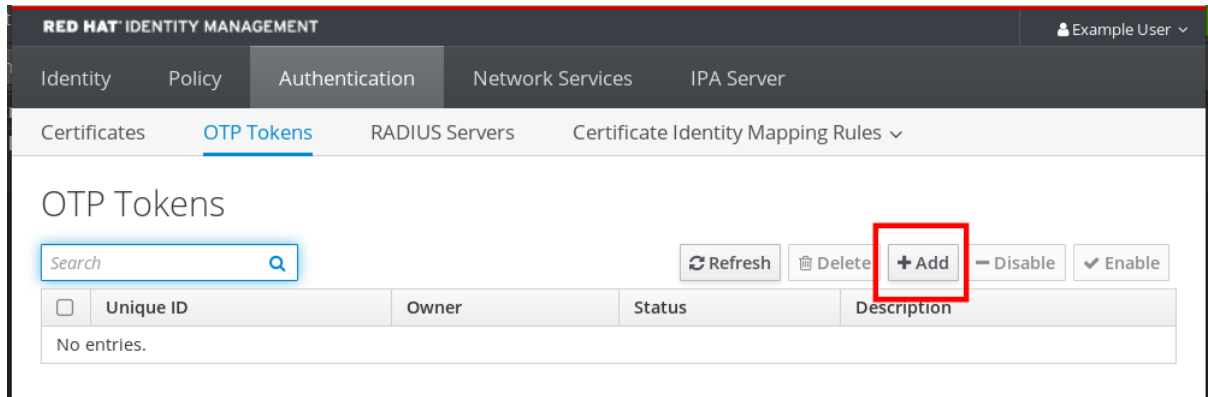 RED HAT® IDENTITY MANAGEMENT Example User
Identity Policy Authentication Network Services IPA Server
Certificates OTP Tokens RADIUS Servers Certificate Identity Mapping Rules
OTP Tokens
Search Refresh Delete Add Disable Enable
Unique ID Owner Status Description
No entries.